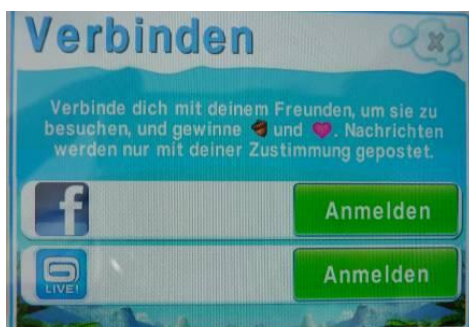 Verbinden
Verbinde dich mit deinem Freunden, um sie zu
besuchen, und gewinne und . Nachrichten
werden nur mit deiner Zustimmung gepostet.
f
Anmelden
LIVE!
Anmelden